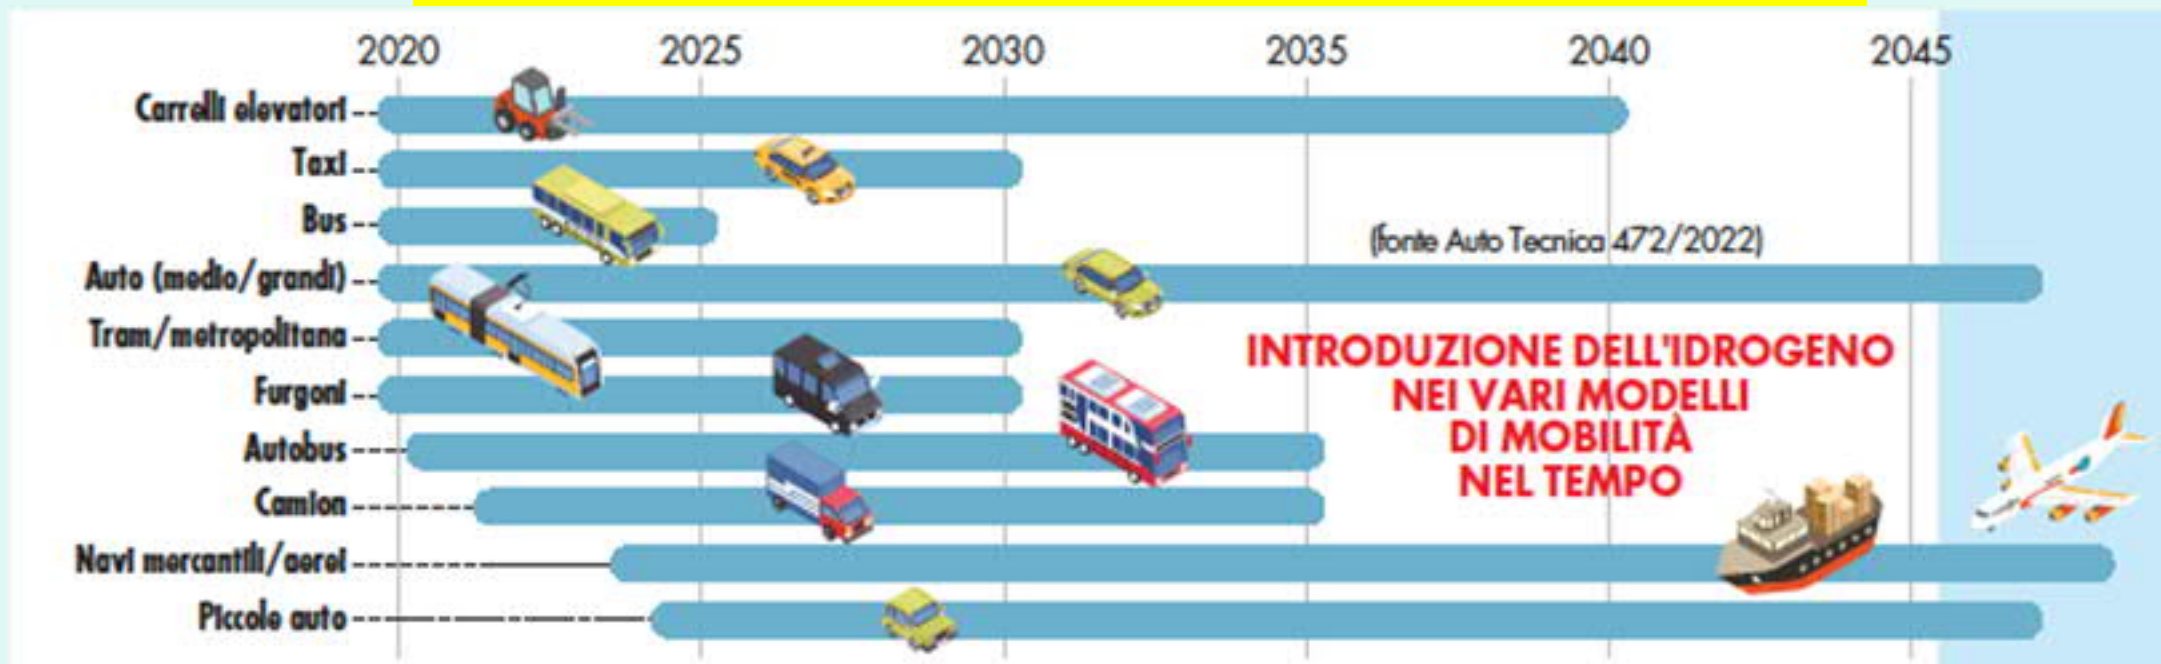 2020 2025 2030 2035 2040 2045
Carrelli elevatori
Taxi
Bus
(fonte Auto Tecnica 472/2022)
Auto (medio/grandi)
Tram/metropolitana
INTRODUZIONE DELL'IDROGENO
NEI VARI MODELLI
DI MOBILITÀ
NEL TEMPO
Furgoni
Autobus
Camion
Navi mercantili/aerei
Piccole auto